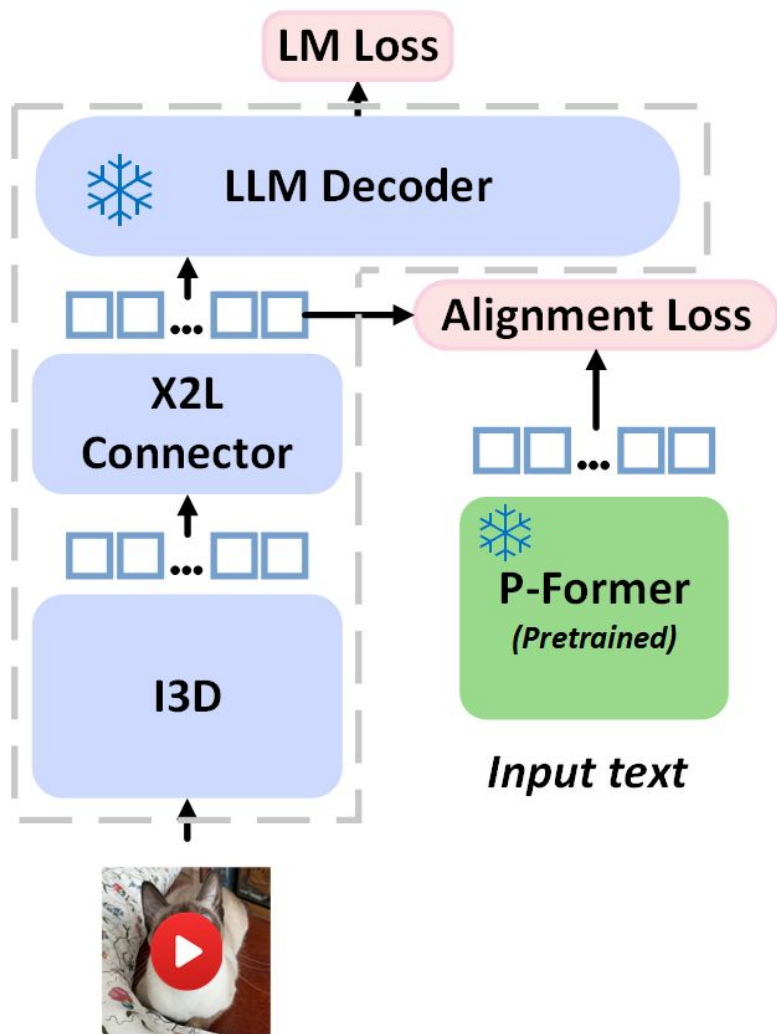 LM Loss
LLM Decoder
...
Alignment Loss
X2L
Connector
...
...
P-Former
(Pretrained)
I3D
Input text